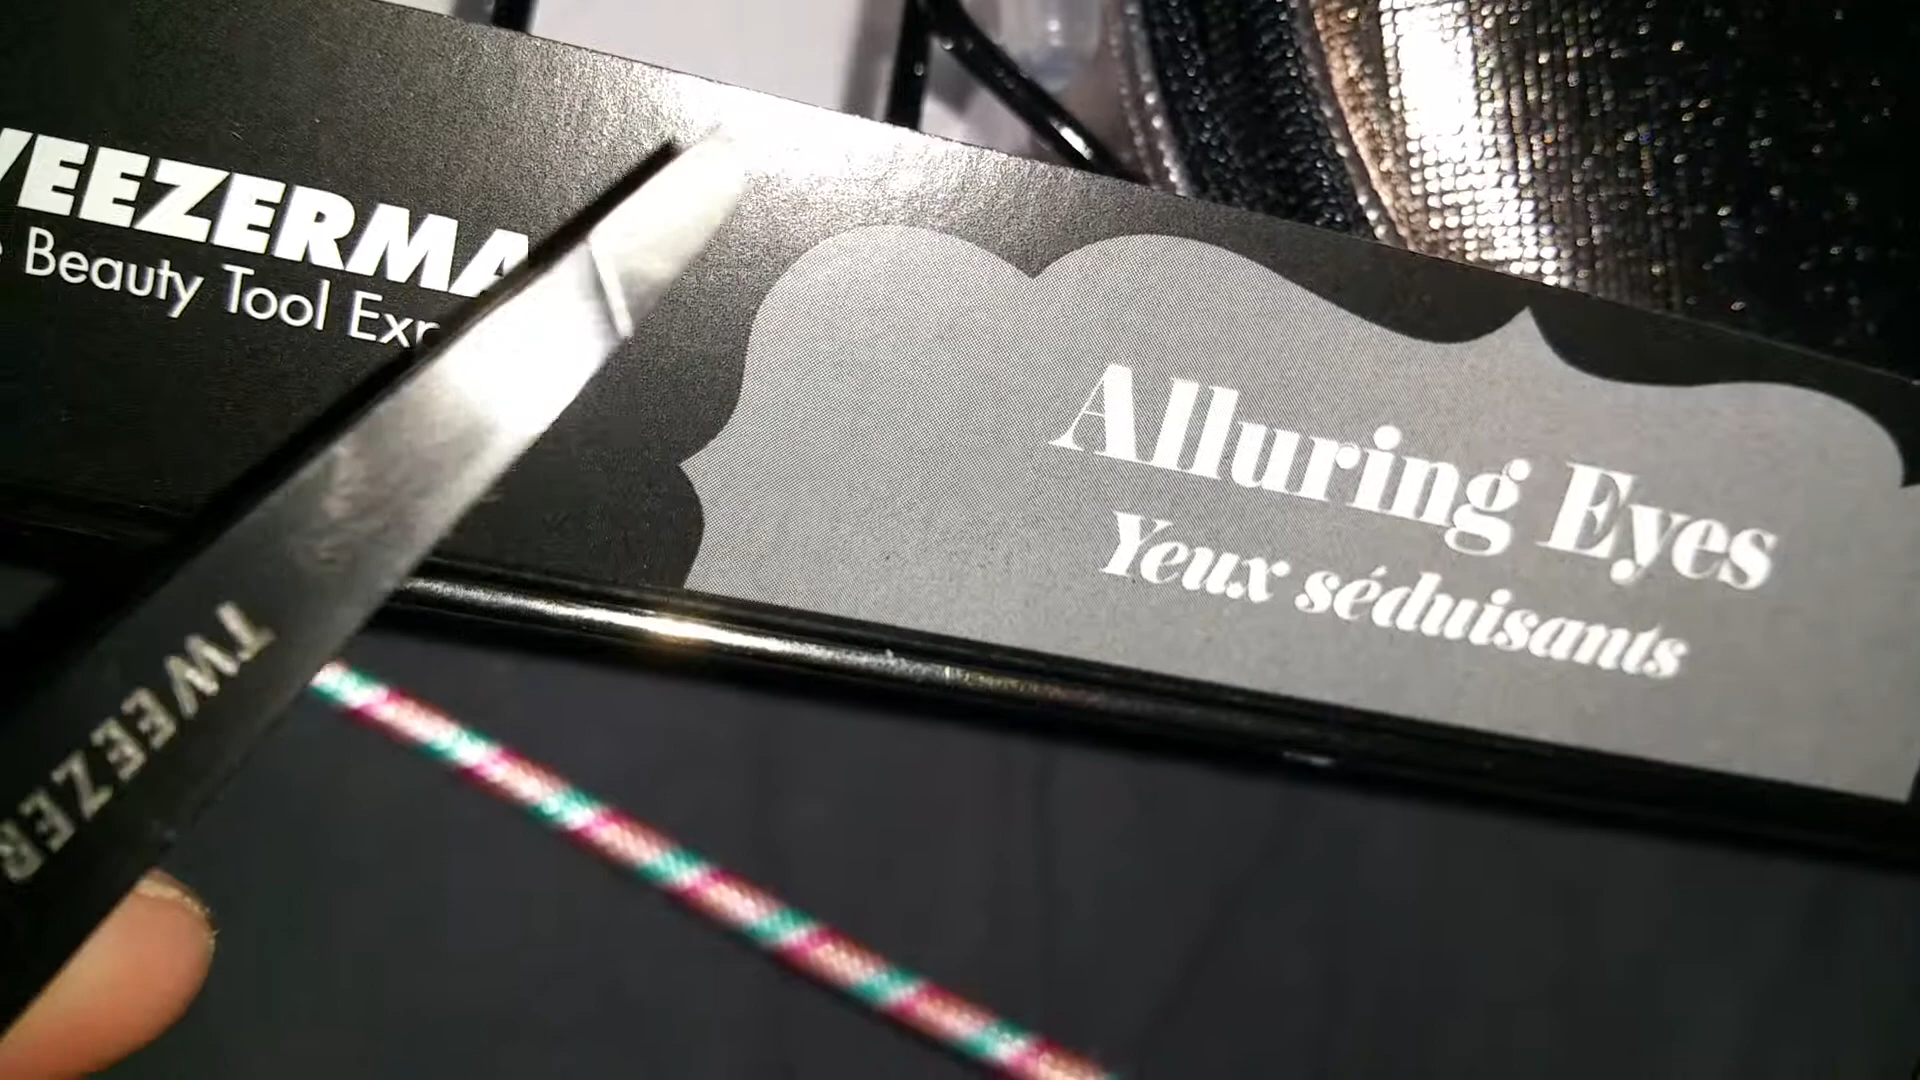 WEEZERMA
e Beauty Tool Exp
Alluring Eyes
Yeux séduisants
TWEEZER